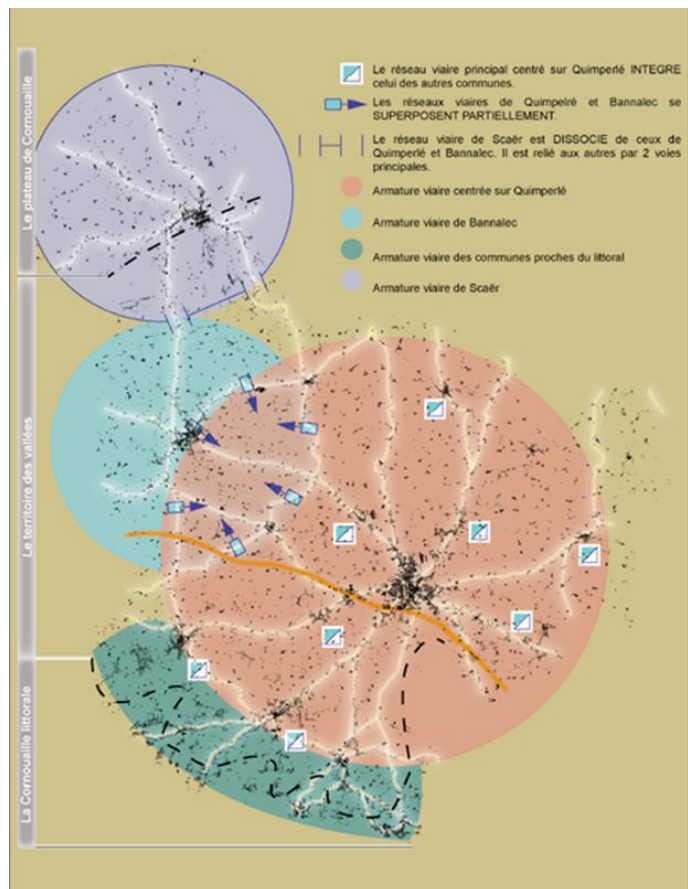 Le réseau viaire principal centré sur Quimperlé INTEGRE
celui des autres communes.
Les réseaux viaires de Quimpelré et Bannalec se
SUPERPOSENT PARTIELLEMENT.
Le réseau viaire de Scaër est DISSOCIE de ceux de
Quimperlé et Bannalec. Il est relié aux autres par 2 voies
principales.
Armature viaire centrée sur Quimperlé
Armature viaire de Bannalec
Armature viaire des communes proches du littoral
Armature viaire de Scaër
Le plateau de Cornouaille
Le territoire des vallées
La Cornouaille littorale